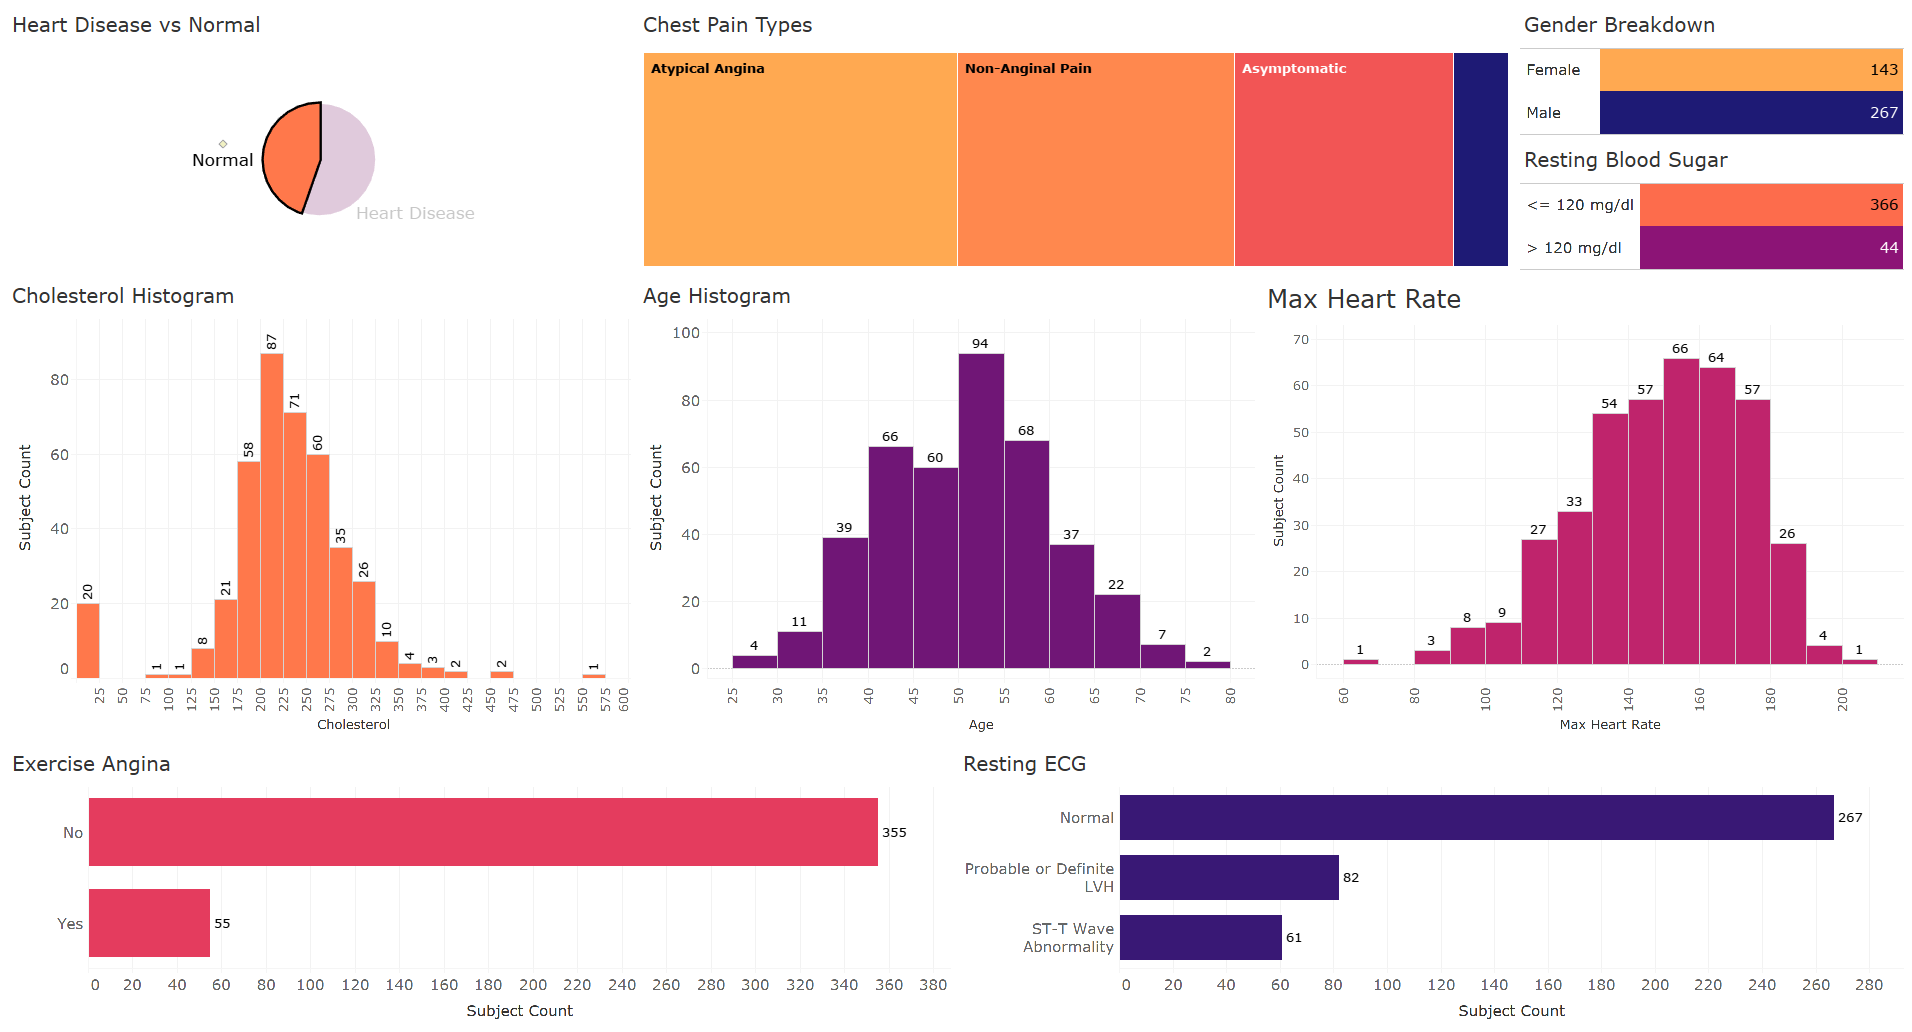 Heart Disease vs Normal
Normal
Heart Disease
Chest Pain Types
Atypical Angina
Non-Anginal Pain
Asymptomatic
Gender Breakdown
Female 143
Male 267
Resting Blood Sugar
<= 120 mg/dl 366
> 120 mg/dl 44
Cholesterol Histogram
Subject Count
80
60
40
20
0
20
1
1
8
21
58
87
71
60
35
26
10
4
3
2
2
1
25 50 75 100 125 150 175 200 225 250 275 300 325 350 375 400 425 450 475 500 525 550 575 600
Cholesterol
Age Histogram
Subject Count
100
80
60
40
20
0
4
11
39
66
60
94
68
37
22
7
2
25 30 35 40 45 50 55 60 65 70 75 80
Age
Max Heart Rate
Subject Count
70
60
50
40
30
20
10
0
1
3
8
9
27
33
54
57
66
64
57
26
4
1
60 80 100 120 140 160 180 200
Max Heart Rate
Exercise Angina
No 355
Yes 55
0 20 40 60 80 100 120 140 160 180 200 220 240 260 280 300 320 340 360 380
Subject Count
Resting ECG
Normal 267
Probable or Definite
LVH 82
ST-T Wave
Abnormality 61
0 20 40 60 80 100 120 140 160 180 200 220 240 260 280
Subject Count